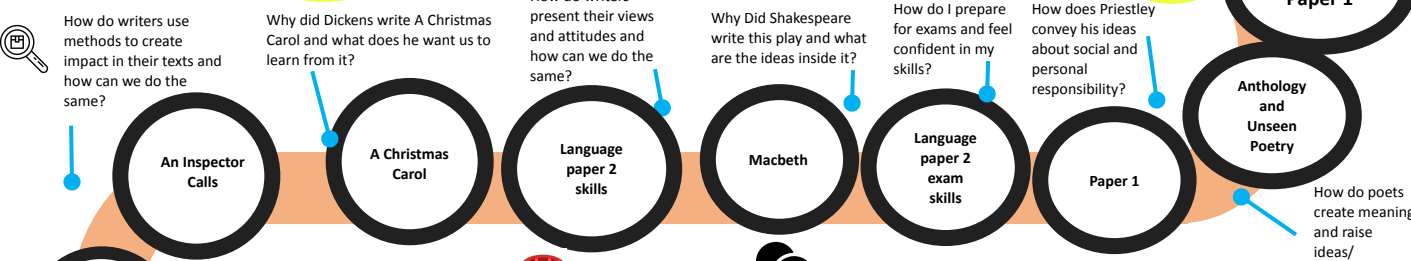 How do writers use
methods to create
impact in their texts and
how can we do the
same?
Why did Dickens write A Christmas
Carol and what does he want us to
learn from it?
present their views
and attitudes and
how can we do the
same?
Why Did Shakespeare
write this play and what
are the ideas inside it?
How do I prepare
for exams and feel
confident in my
skills?
How does Priestley
convey his ideas
about social and
personal
responsibility?
Paper 1
An Inspector
Calls
A Christmas
Carol
Language
paper 2
skills
Macbeth
Language
paper 2
exam
skills
Paper 1
Anthology
and
Unseen
Poetry
How do poets
create meaning
and raise
ideas/